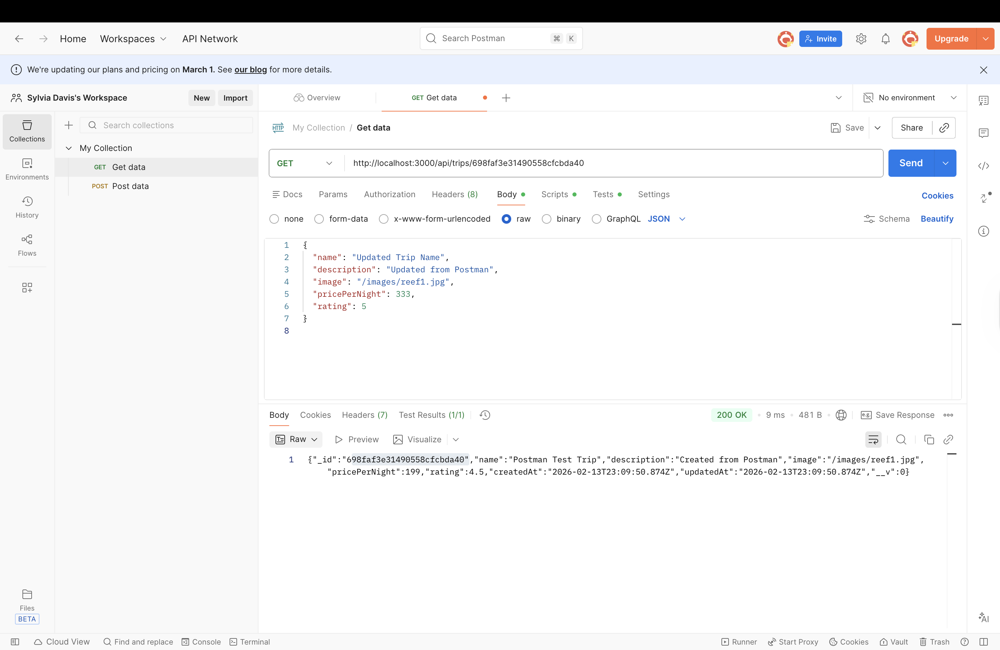 Home Workspaces API Network Search Postman ⌘ K Invite Upgrade
We're updating our plans and pricing on March 1. See our blog for more details.
Sylvia Davis's Workspace New Import Overview GET Get data No environment
Collections Search collections My Collection / Get data Save Share
My Collection
GET Get data GET http://localhost:3000/api/trips/698faf3e31490558cfcbda40 Send
Environments
POST Post data Docs Params Authorization Headers (8) Body Scripts Tests Settings Cookies
History none form-data x-www-form-urlencoded raw binary GraphQL JSON Schema Beautify
Flows
1 {
2 "name": "Updated Trip Name",
3 "description": "Updated from Postman",
4 "image": "/images/reef1.jpg",
5 "pricePerNight": 333,
6 "rating": 5
7 }
8
Body Cookies Headers (7) Test Results (1/1) 200 OK 9 ms 481 B e.g. Save Response
Raw Preview Visualize
1 {"_id":"698faf3e31490558cfcbda40","name":"Postman Test Trip","description":"Created from Postman","image":"/images/reef1.jpg",
"pricePerNight":199,"rating":4.5,"createdAt":"2026-02-13T23:09:50.874Z","updatedAt":"2026-02-13T23:09:50.874Z","__v":0}
Files
BETA
AI
Cloud View Find and replace Console Terminal Runner Start Proxy Cookies Vault Trash